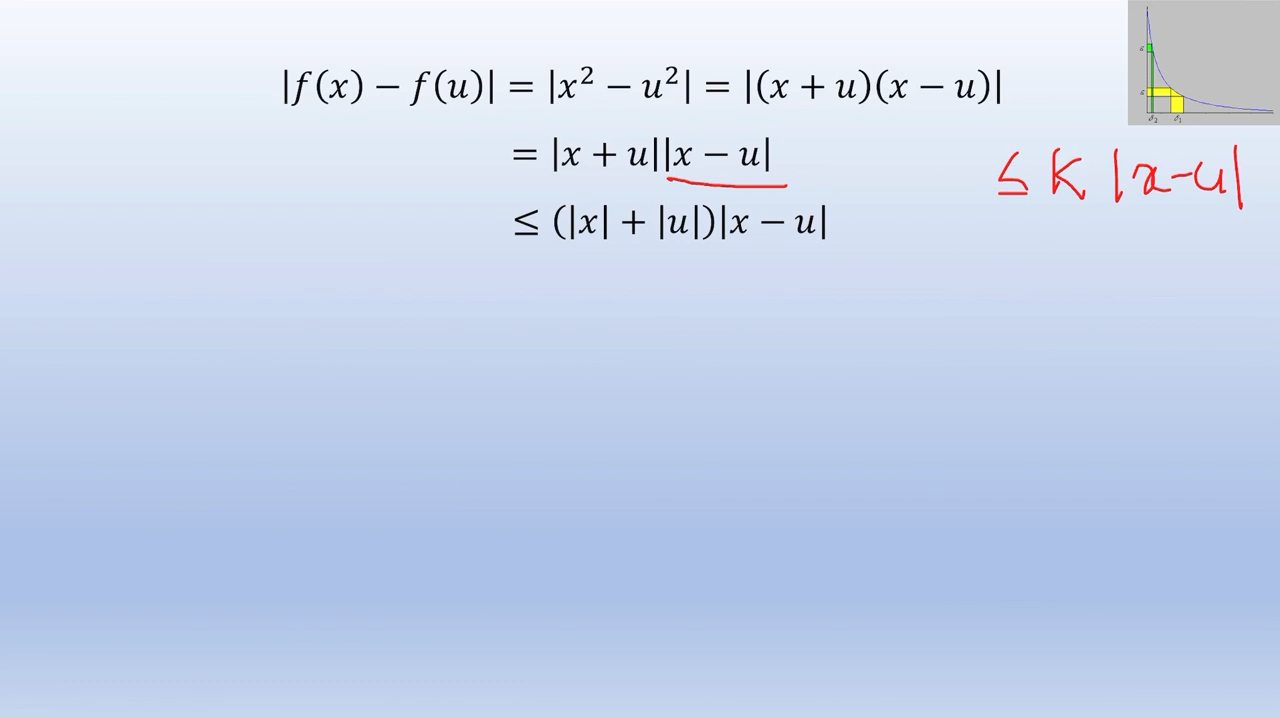 |f(x) − f(u)| = |x² − u²| = |(x + u)(x − u)|
= |x + u||x − u|
≤ K |x-u|
≤ (|x| + |u|)|x − u|